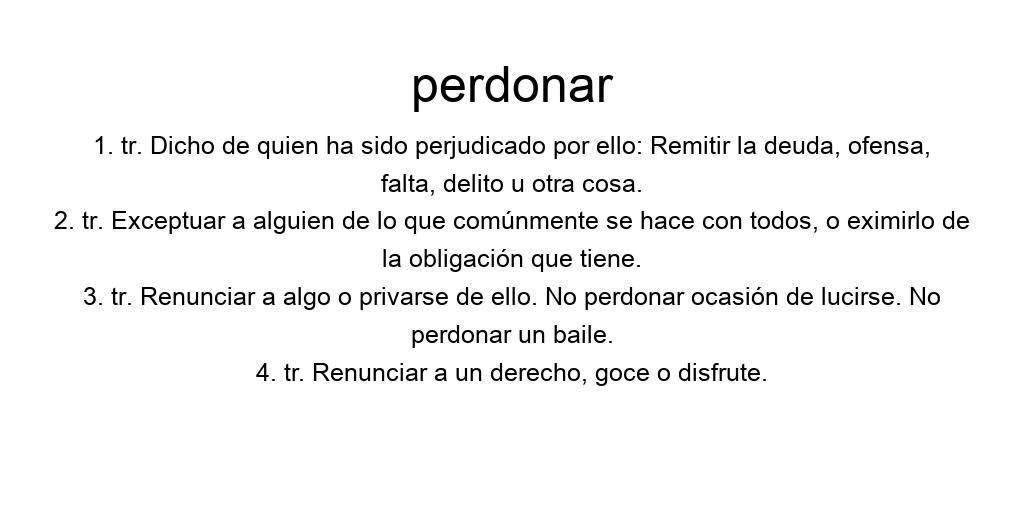 perdonar
1. tr. Dicho de quien ha sido perjudicado por ello: Remitir la deuda, ofensa,
falta, delito u otra cosa.
2. tr. Exceptuar a alguien de lo que comúnmente se hace con todos, o eximirlo de
la obligación que tiene.
3. tr. Renunciar a algo o privarse de ello. No perdonar ocasión de lucirse. No
perdonar un baile.
4. tr. Renunciar a un derecho, goce o disfrute.